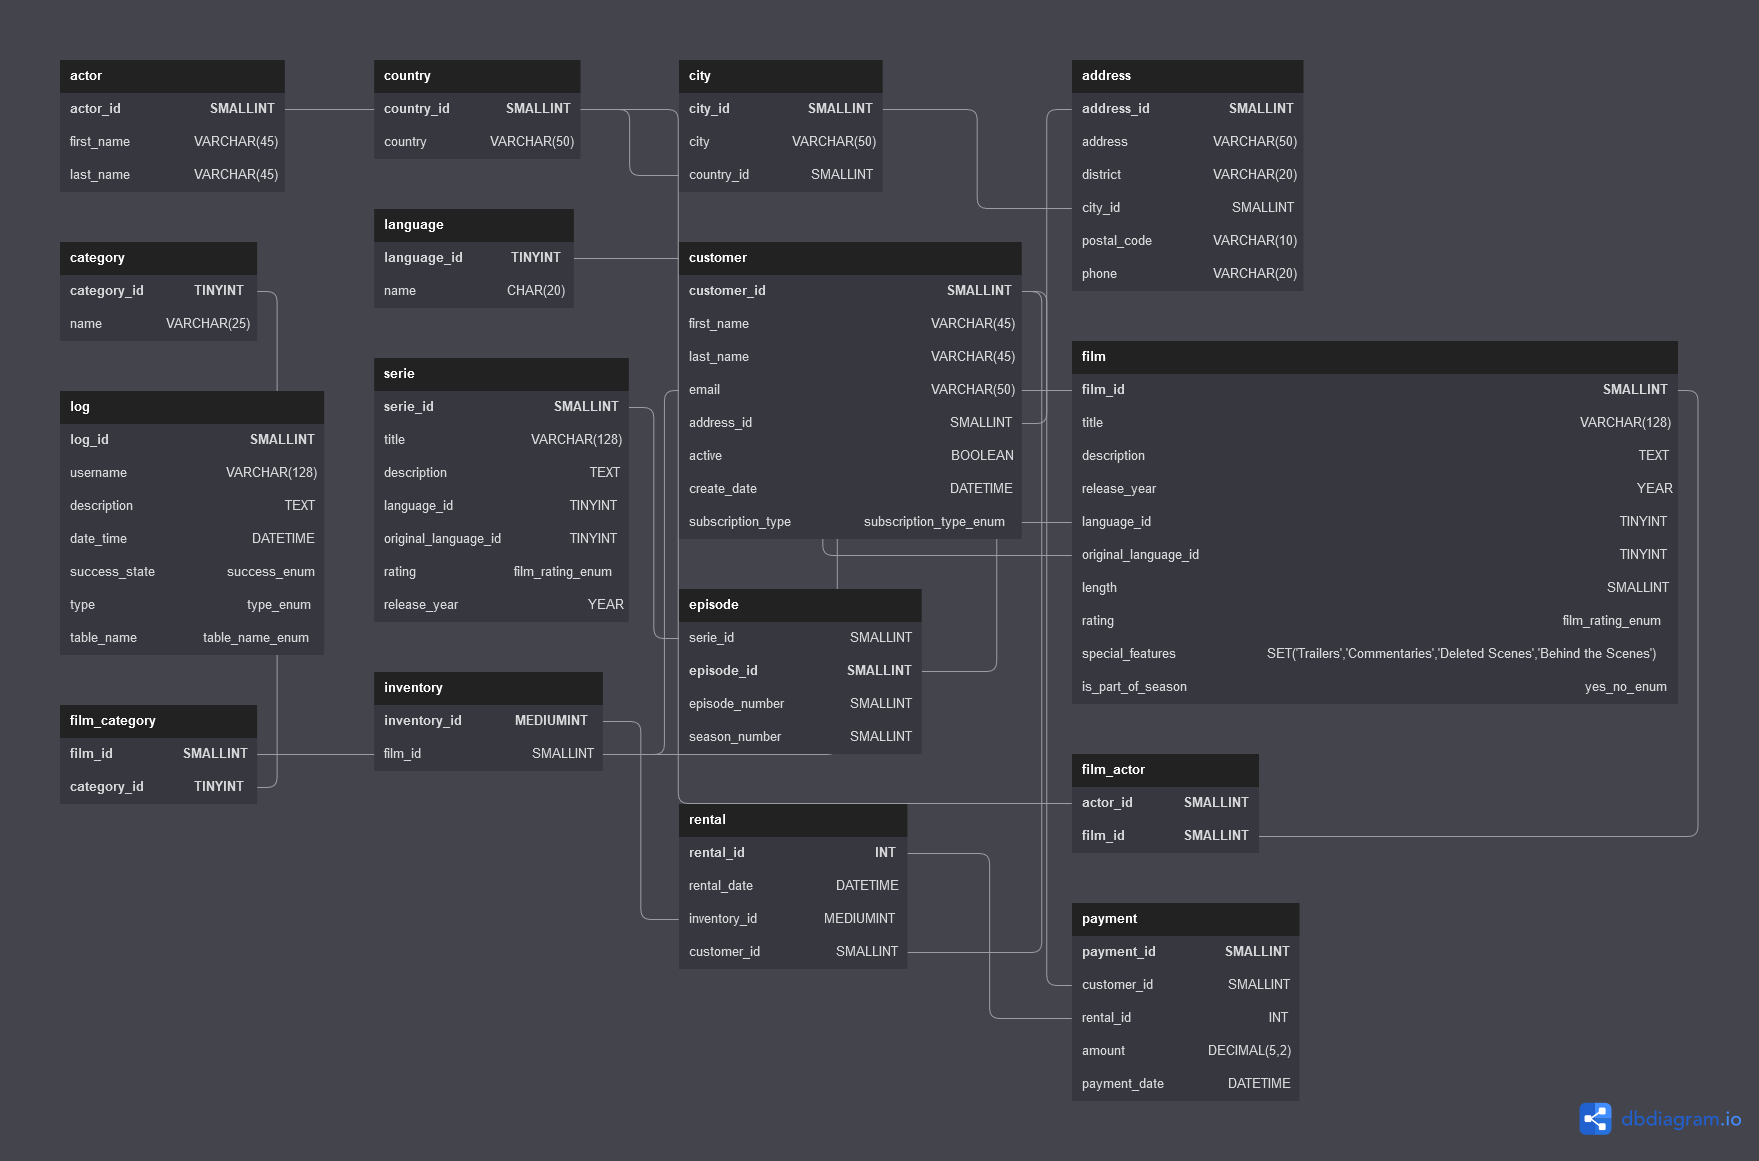 actor
actor_id SMALLINT
first_name VARCHAR(45)
last_name VARCHAR(45)
country
country_id SMALLINT
country VARCHAR(50)
city
city_id SMALLINT
city VARCHAR(50)
country_id SMALLINT
address
address_id SMALLINT
address VARCHAR(50)
district VARCHAR(20)
city_id SMALLINT
postal_code VARCHAR(10)
phone VARCHAR(20)
category
category_id TINYINT
name VARCHAR(25)
language
language_id TINYINT
name CHAR(20)
customer
customer_id SMALLINT
first_name VARCHAR(45)
last_name VARCHAR(45)
email VARCHAR(50)
address_id SMALLINT
active BOOLEAN
create_date DATETIME
subscription_type subscription_type_enum
film
film_id SMALLINT
title VARCHAR(128)
description TEXT
release_year YEAR
language_id TINYINT
original_language_id TINYINT
length SMALLINT
rating film_rating_enum
special_features SET('Trailers','Commentaries','Deleted Scenes','Behind the Scenes')
is_part_of_season yes_no_enum
log
log_id SMALLINT
username VARCHAR(128)
description TEXT
date_time DATETIME
success_state success_enum
type type_enum
table_name table_name_enum
serie
serie_id SMALLINT
title VARCHAR(128)
description TEXT
language_id TINYINT
original_language_id TINYINT
rating film_rating_enum
release_year YEAR
episode
serie_id SMALLINT
episode_id SMALLINT
episode_number SMALLINT
season_number SMALLINT
film_category
film_id SMALLINT
category_id TINYINT
inventory
inventory_id MEDIUMINT
film_id SMALLINT
rental
rental_id INT
rental_date DATETIME
inventory_id MEDIUMINT
customer_id SMALLINT
film_actor
actor_id SMALLINT
film_id SMALLINT
payment
payment_id SMALLINT
customer_id SMALLINT
rental_id INT
amount DECIMAL(5,2)
payment_date DATETIME
dbdiagram.io